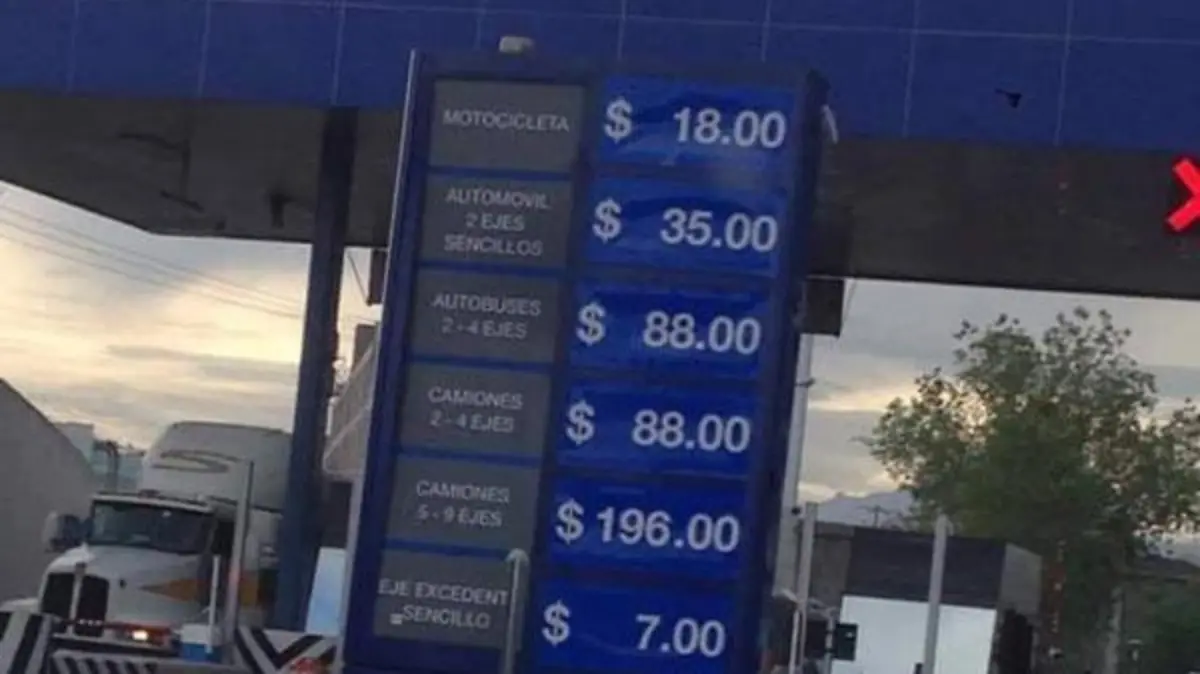 MOTOCICLETA $ 18.00
AUTOMOVIL
2 EJES
SENCILLOS
$ 35.00
AUTOBUSES
2 - 4 EJES
$ 88.00
CAMIONES
2 - 4 EJES
$ 88.00
CAMIONES
5 - 9 EJES
$ 196.00
EJE EXCEDENT
SENCILLO
$ 7.00